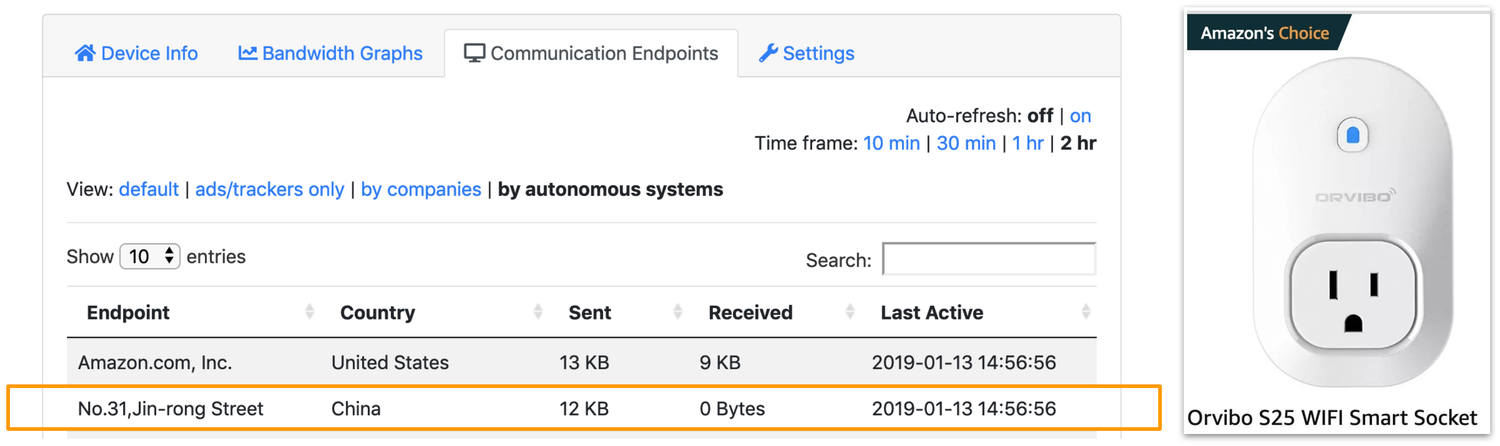 Device Info
Bandwidth Graphs
Communication Endpoints
Settings
Auto-refresh: off | on
Time frame: 10 min | 30 min | 1 hr | 2 hr
View: default | ads/trackers only | by companies | by autonomous systems
Show 10 entries
Search:
Endpoint Country Sent Received Last Active
Amazon.com, Inc. United States 13 KB 9 KB 2019-01-13 14:56:56
No.31,Jin-rong Street China 12 KB 0 Bytes 2019-01-13 14:56:56
Amazon's Choice
ORVIBO
Orvibo S25 WIFI Smart Socket